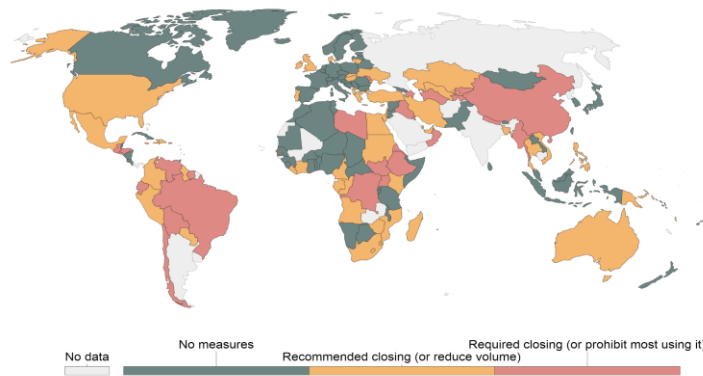 No data
No measures
Recommended closing (or reduce volume)
Required closing (or prohibit most using it)